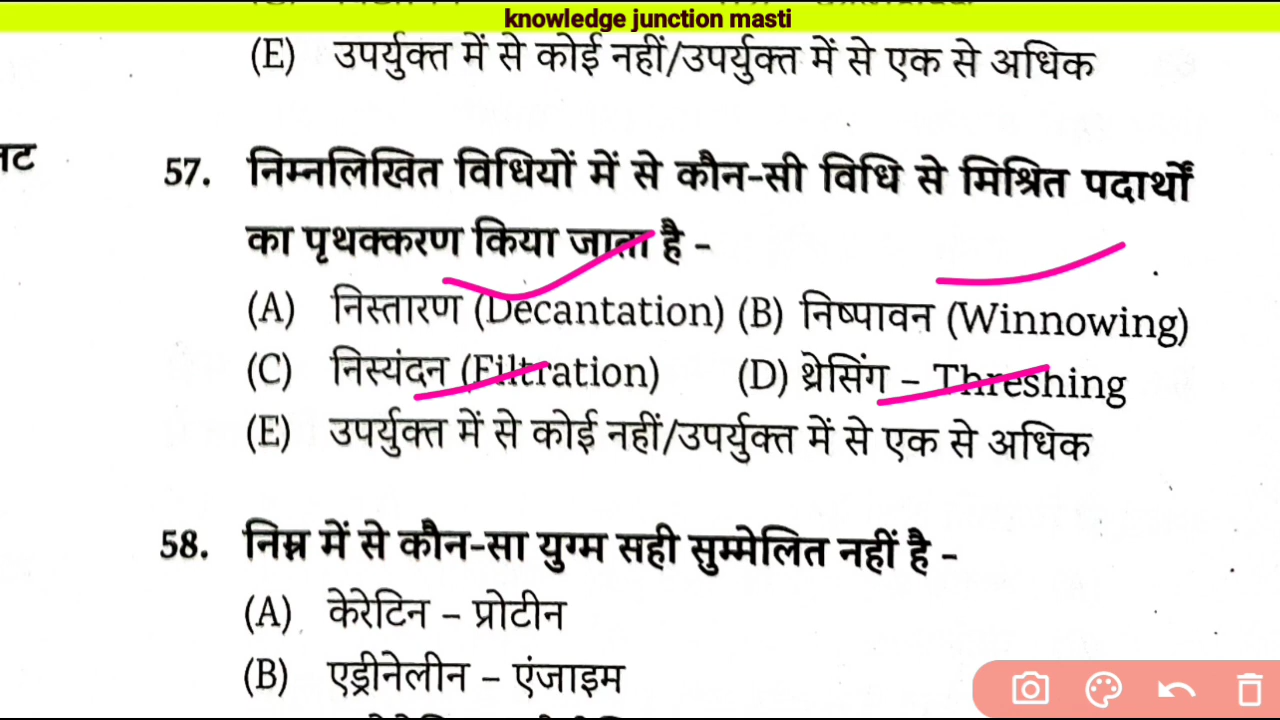 knowledge junction masti
(E) उपर्युक्त में से कोई नहीं/उपर्युक्त में से एक से अधिक
57. निम्नलिखित विधियों में से कौन-सी विधि से मिश्रित पदार्थों
का पृथक्करण किया जाता है -
(A) निस्तारण (Decantation) (B) निष्पावन (Winnowing)
(C) निस्यंदन (Filtration) (D) थ्रेसिंग – Threshing
(E) उपर्युक्त में से कोई नहीं/उपर्युक्त में से एक से अधिक
58. निम्न में से कौन-सा युग्म सही सुम्मेलित नहीं है -
(A) केरेटिन – प्रोटीन
(B) एड्रीनेलीन – एंजाइम